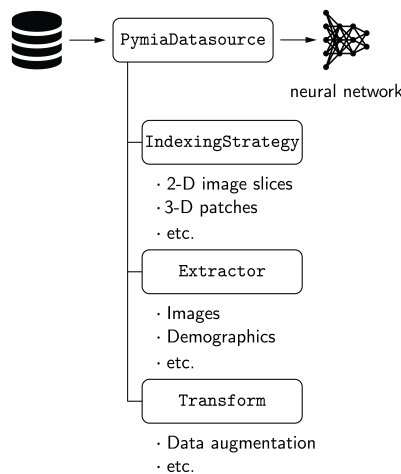 PymiaDatasource
neural network
IndexingStrategy
· 2-D image slices
· 3-D patches
· etc.
Extractor
· Images
· Demographics
· etc.
Transform
· Data augmentation
· etc.